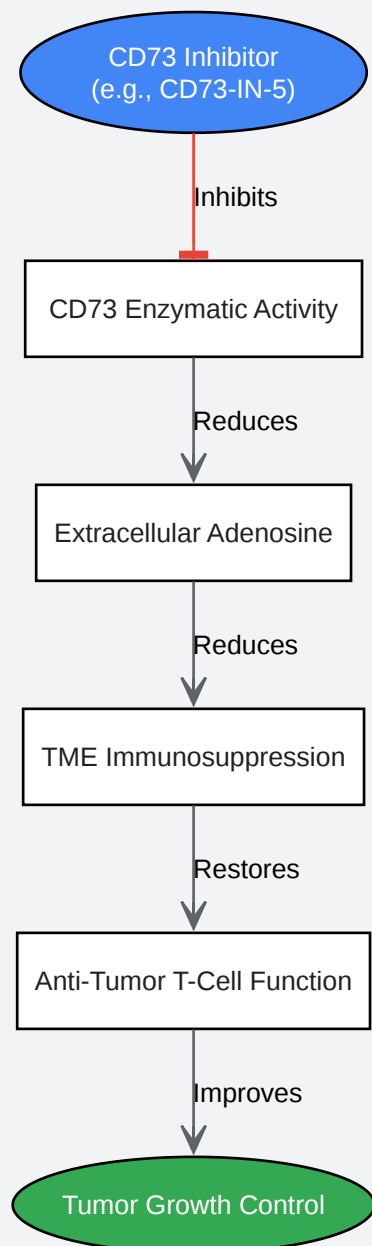 CD73 Inhibitor
(e.g., CD73-IN-5)
Inhibits
CD73 Enzymatic Activity
Reduces
Extracellular Adenosine
Reduces
TME Immunosuppression
Restores
Anti-Tumor T-Cell Function
Improves
Tumor Growth Control